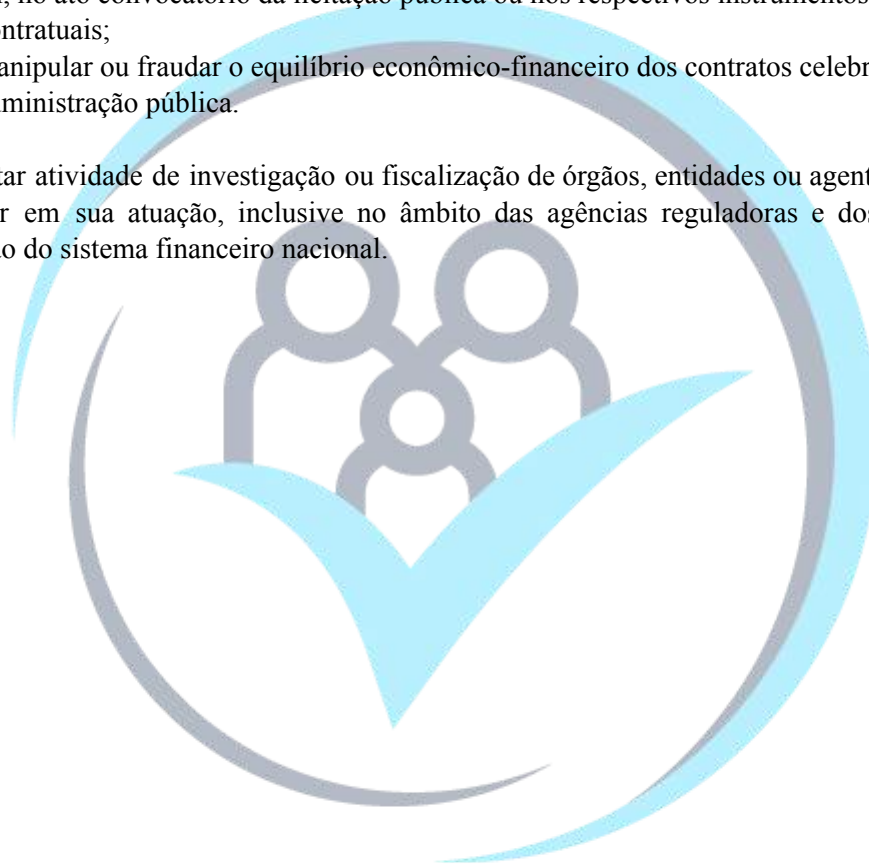 , no ato convocatório da licitação pública ou nos respectivos instrumentos
ntratuais;
anipular ou fraudar o equilíbrio econômico-financeiro dos contratos celebr
ministração pública.
tar atividade de investigação ou fiscalização de órgãos, entidades ou agent
r em sua atuação, inclusive no âmbito das agências reguladoras e dos
o do sistema financeiro nacional.